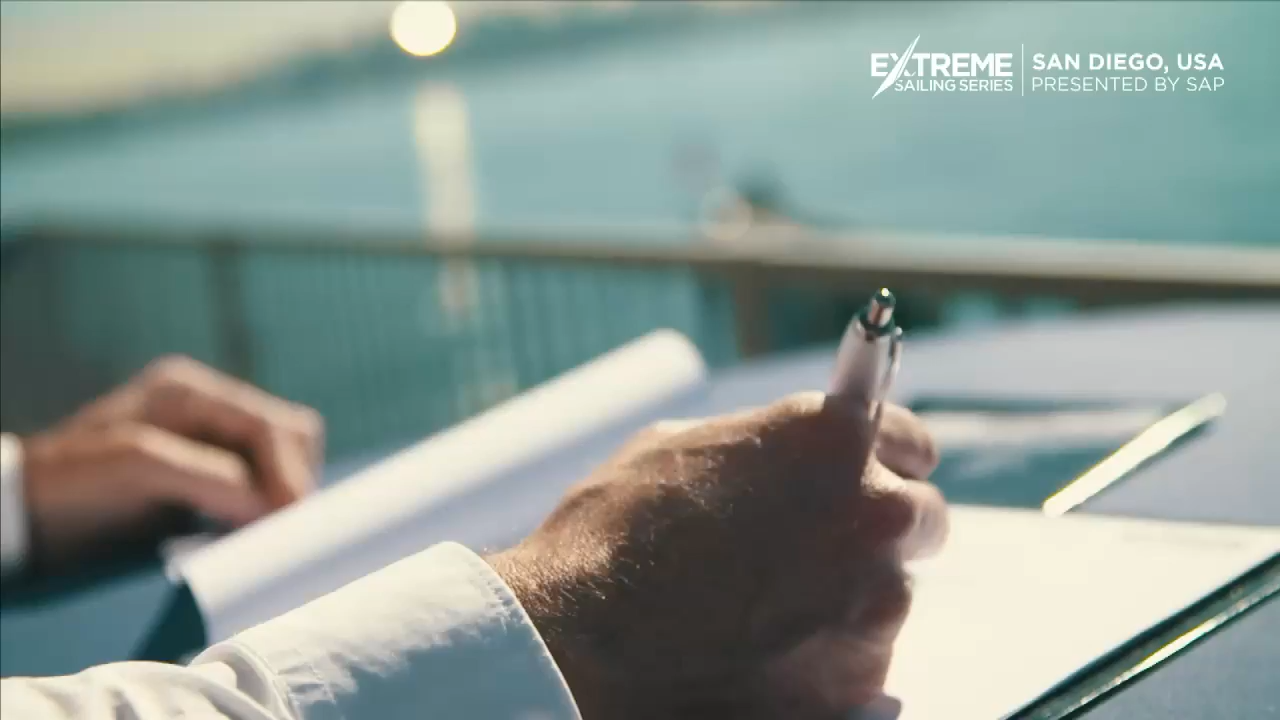 EXTREME
SAILING SERIES
SAN DIEGO, USA
PRESENTED BY SAP